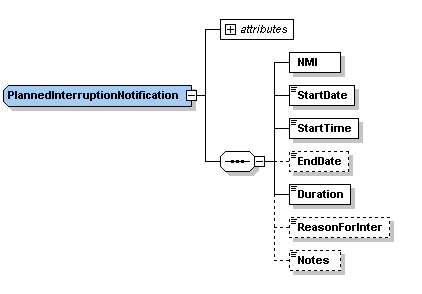 attributes
PlannedInterruptionNotification
NMI
StartDate
StartTime
EndDate
Duration
ReasonForInter
Notes